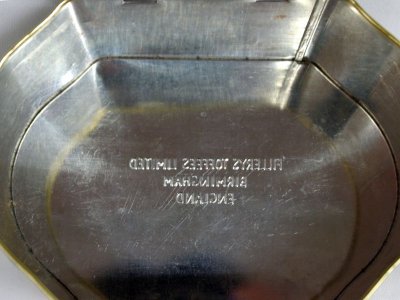 FILLERYS TOFFEES LIMITED
BIRMINGHAM
ENGLAND